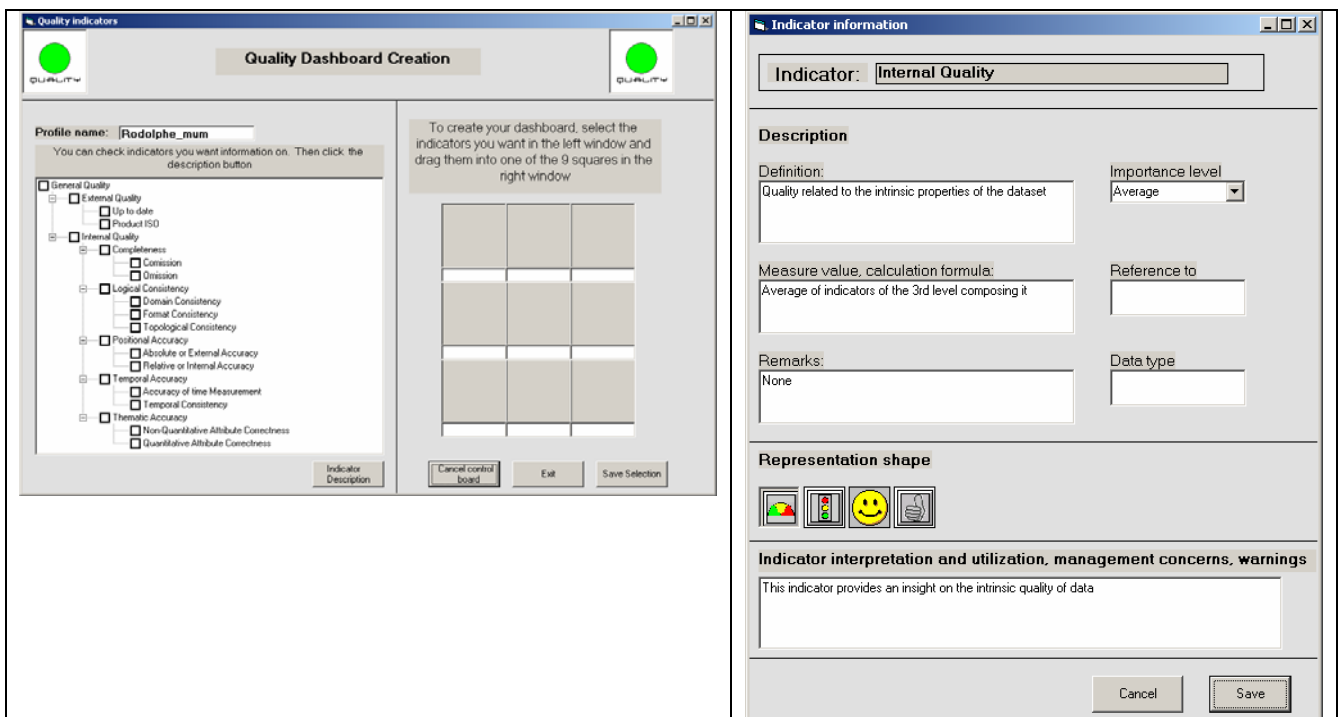 Quality indicators
QUALITY
Quality Dashboard Creation
QUALITY
Profile name: Rodolphe_mum
You can check indicators you want information on. Then click the
description button
General Quality
External Quality
Up to date
Product ISO
Internal Quality
Completeness
Comission
Omission
Logical Consistency
Domain Consistency
Format Consistency
Topological Consistency
Positional Accuracy
Absolute or External Accuracy
Relative or Internal Accuracy
Temporal Accuracy
Accuracy of time Measurement
Temporal Consistency
Thematic Accuracy
Non-Quantitative Attribute Correctness
Quantitative Attribute Correctness
Indicator
Description
To create your dashboard, select the
indicators you want in the left window and
drag them into one of the 9 squares in the
right window
Cancel control
board
Exit
Save Selection
Indicator information
Indicator: Internal Quality
Description
Definition:
Quality related to the intrinsic properties of the dataset
Importance level
Average
Measure value, calculation formula:
Average of indicators of the 3rd level composing it
Reference to
Remarks:
None
Data type
Representation shape
Indicator interpretation and utilization, management concerns, warnings
This indicator provides an insight on the intrinsic quality of data
Cancel
Save